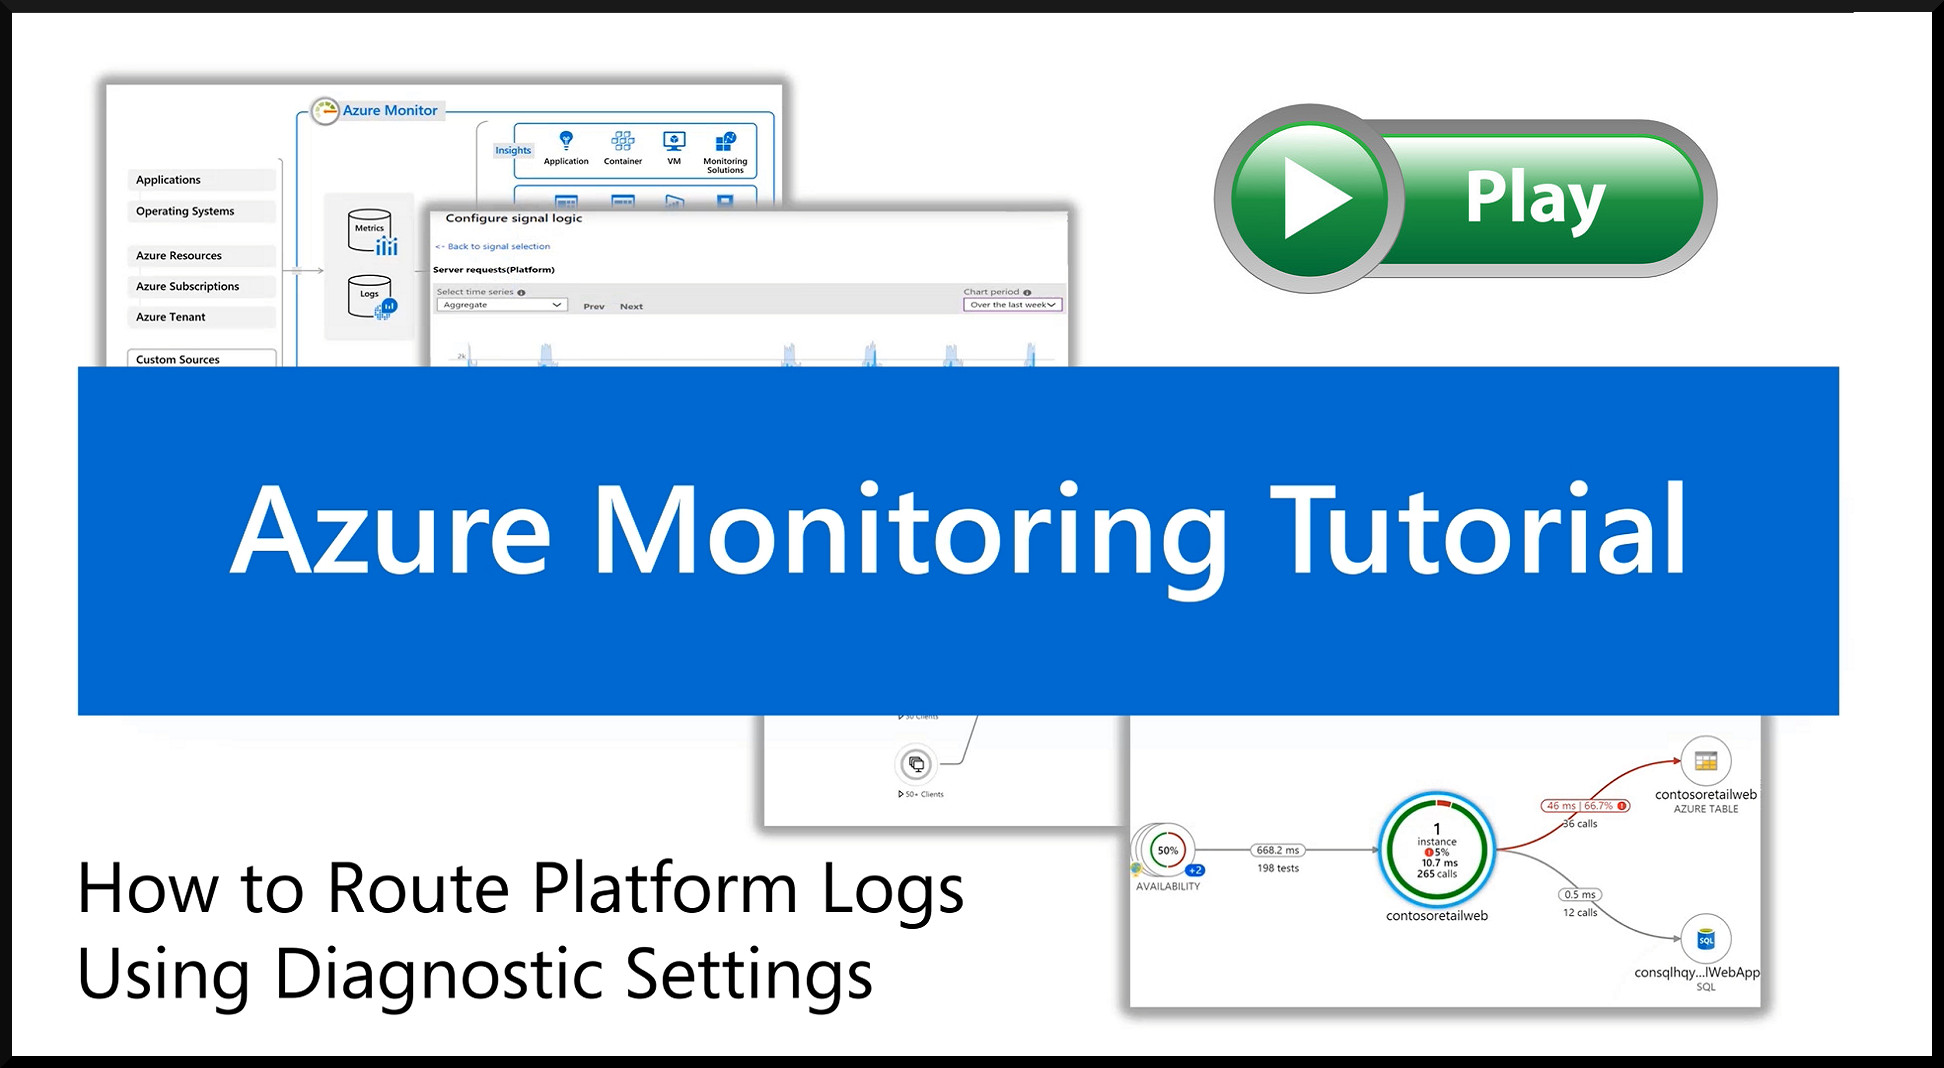 Azure Monitor
Insights
Application
Container
VM
Monitoring
Solutions
Applications
Operating Systems
Azure Resources
Azure Subscriptions
Azure Tenant
Custom Sources
Metrics
Logs
Configure signal logic
<- Back to signal selection
Server requests(Platform)
Select time series
Aggregate
Prev
Next
Chart period
Over the last week
2k
Play
Azure Monitoring Tutorial
50+ Clients
How to Route Platform Logs
Using Diagnostic Settings
50%
+2
AVAILABILITY
668.2 ms
198 tests
1
instance
5%
10.7 ms
265 calls
contosoretailweb
46 ms | 66.7%
36 calls
contosoretailweb
AZURE TABLE
0.5 ms
12 calls
SQL
consqlhqy...lWebApp
SQL